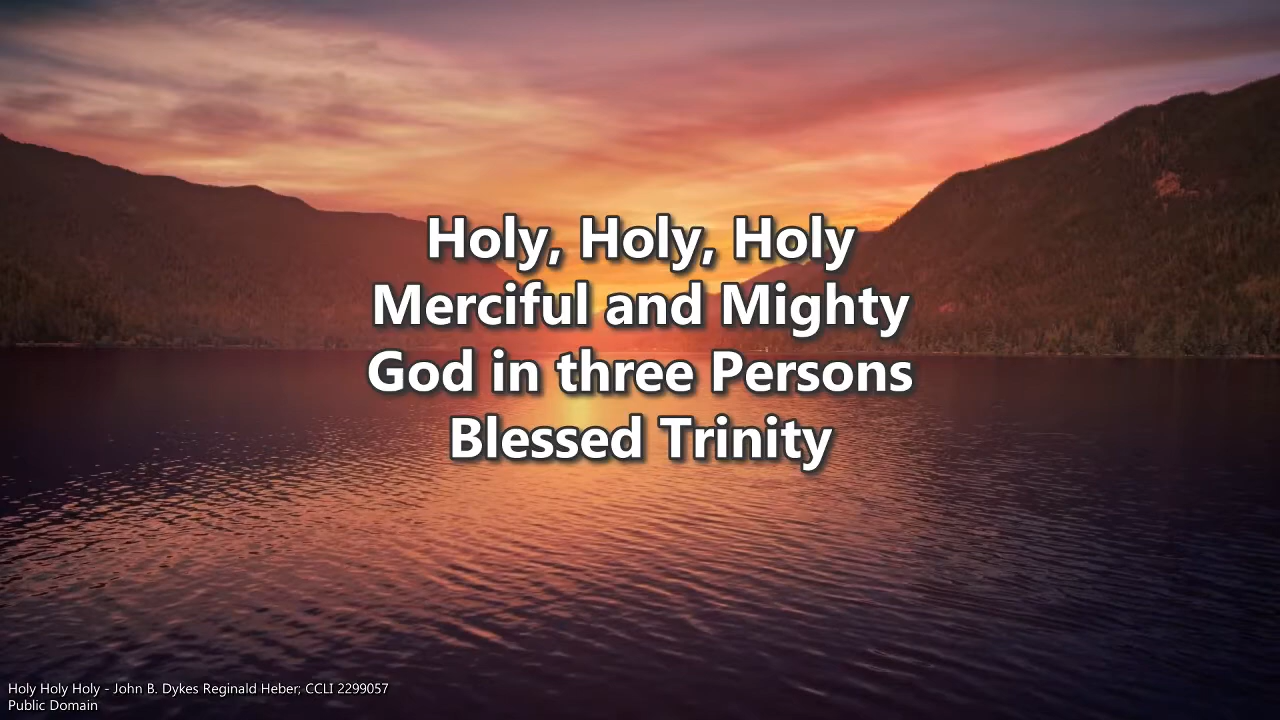 Holy, Holy, Holy
Merciful and Mighty
God in three Persons
Blessed Trinity
Holy Holy Holy - John B. Dykes Reginald Heber; CCLI 2299057
Public Domain